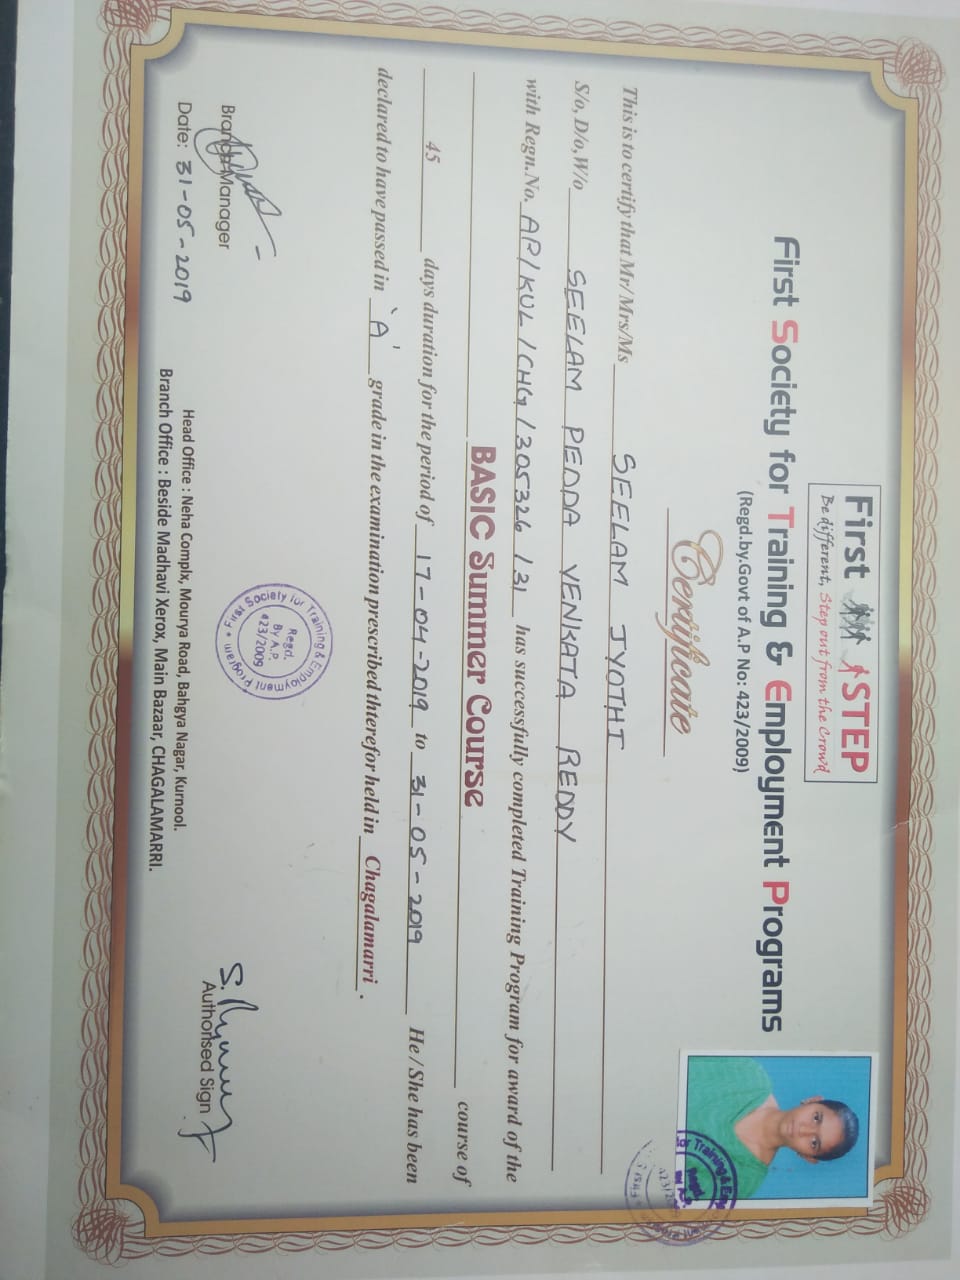 First STEP
Be different, Step out from the Crowd
First Society for Training & Employment Programs
(Regd.by.Govt of A.P No: 423/2009)
Certificate
This is to certify that Mr/ Mrs/Ms SEELAM JYOTHI
S/o, D/o,W/o SEELAM PEDDA VENKATA REDDY
with Regn.No. AP/KUL/CHG/305326/31 has successfully completed Training Program for award of the
BASIC Summer Course course of
45 days duration for the period of 17-04-2019 to 31-05-2019 He / She has been
declared to have passed in 'A' grade in the examination prescribed thterefor held in Chagalamarri .
First Society for Training & Employment Program *
Regd.
By A.P.
423/2009
Branch Manager
Authorised Sign
Date: 31-05-2019
Head Office : Neha Complx, Mourya Road, Bahgya Nagar, Kurnool.
Branch Office : Beside Madhavi Xerox, Main Bazaar, CHAGALAMARRI.